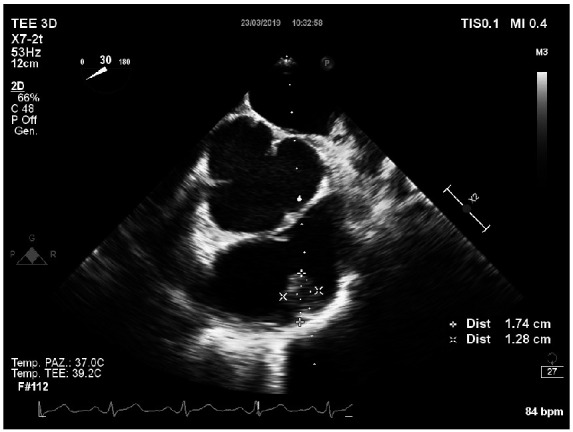 TEE 3D
X7-2t
53Hz
12cm
2D
66%
C 48
P Off
Gen.
0 30 180
23/03/2019 10:32:58
TIS0.1 MI 0.4
M3
P
X2
G
P R
+ Dist 1.74 cm
× Dist 1.28 cm
27
Temp. PAZ.: 37.0C
Temp. TEE: 39.2C
F#112
84 bpm